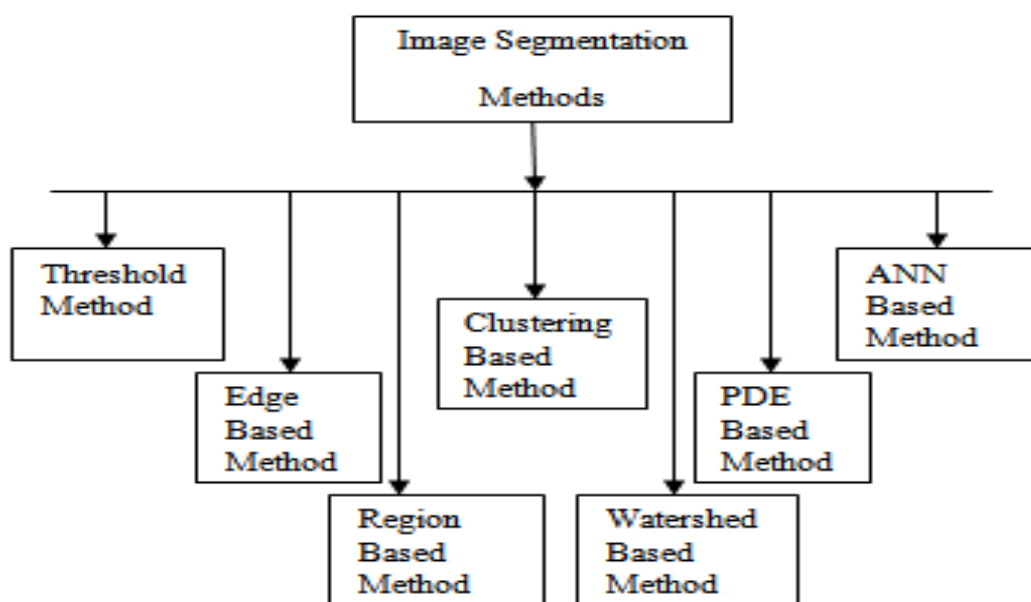 Image Segmentation
Methods
Threshold
Method
Edge
Based
Method
Region
Based
Method
Clustering
Based
Method
Watershed
Based
Method
PDE
Based
Method
ANN
Based
Method